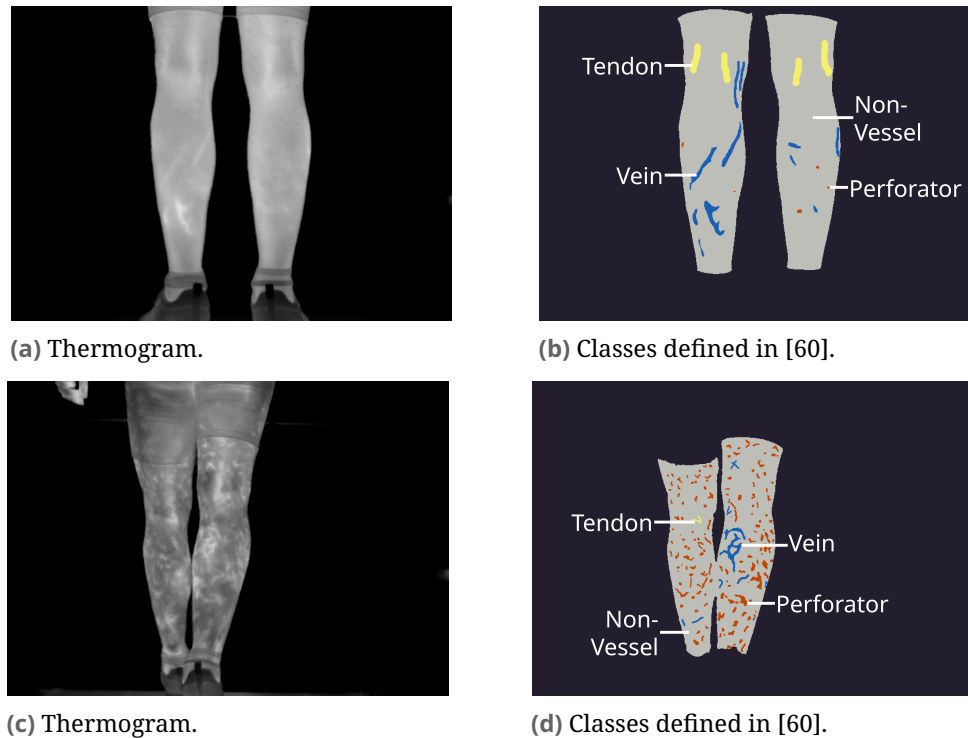 Tendon
Non-
Vessel
Vein
Perforator
(a) Thermogram.
(b) Classes defined in [60].
Tendon
Vein
Perforator
Non-
Vessel
(c) Thermogram.
(d) Classes defined in [60].